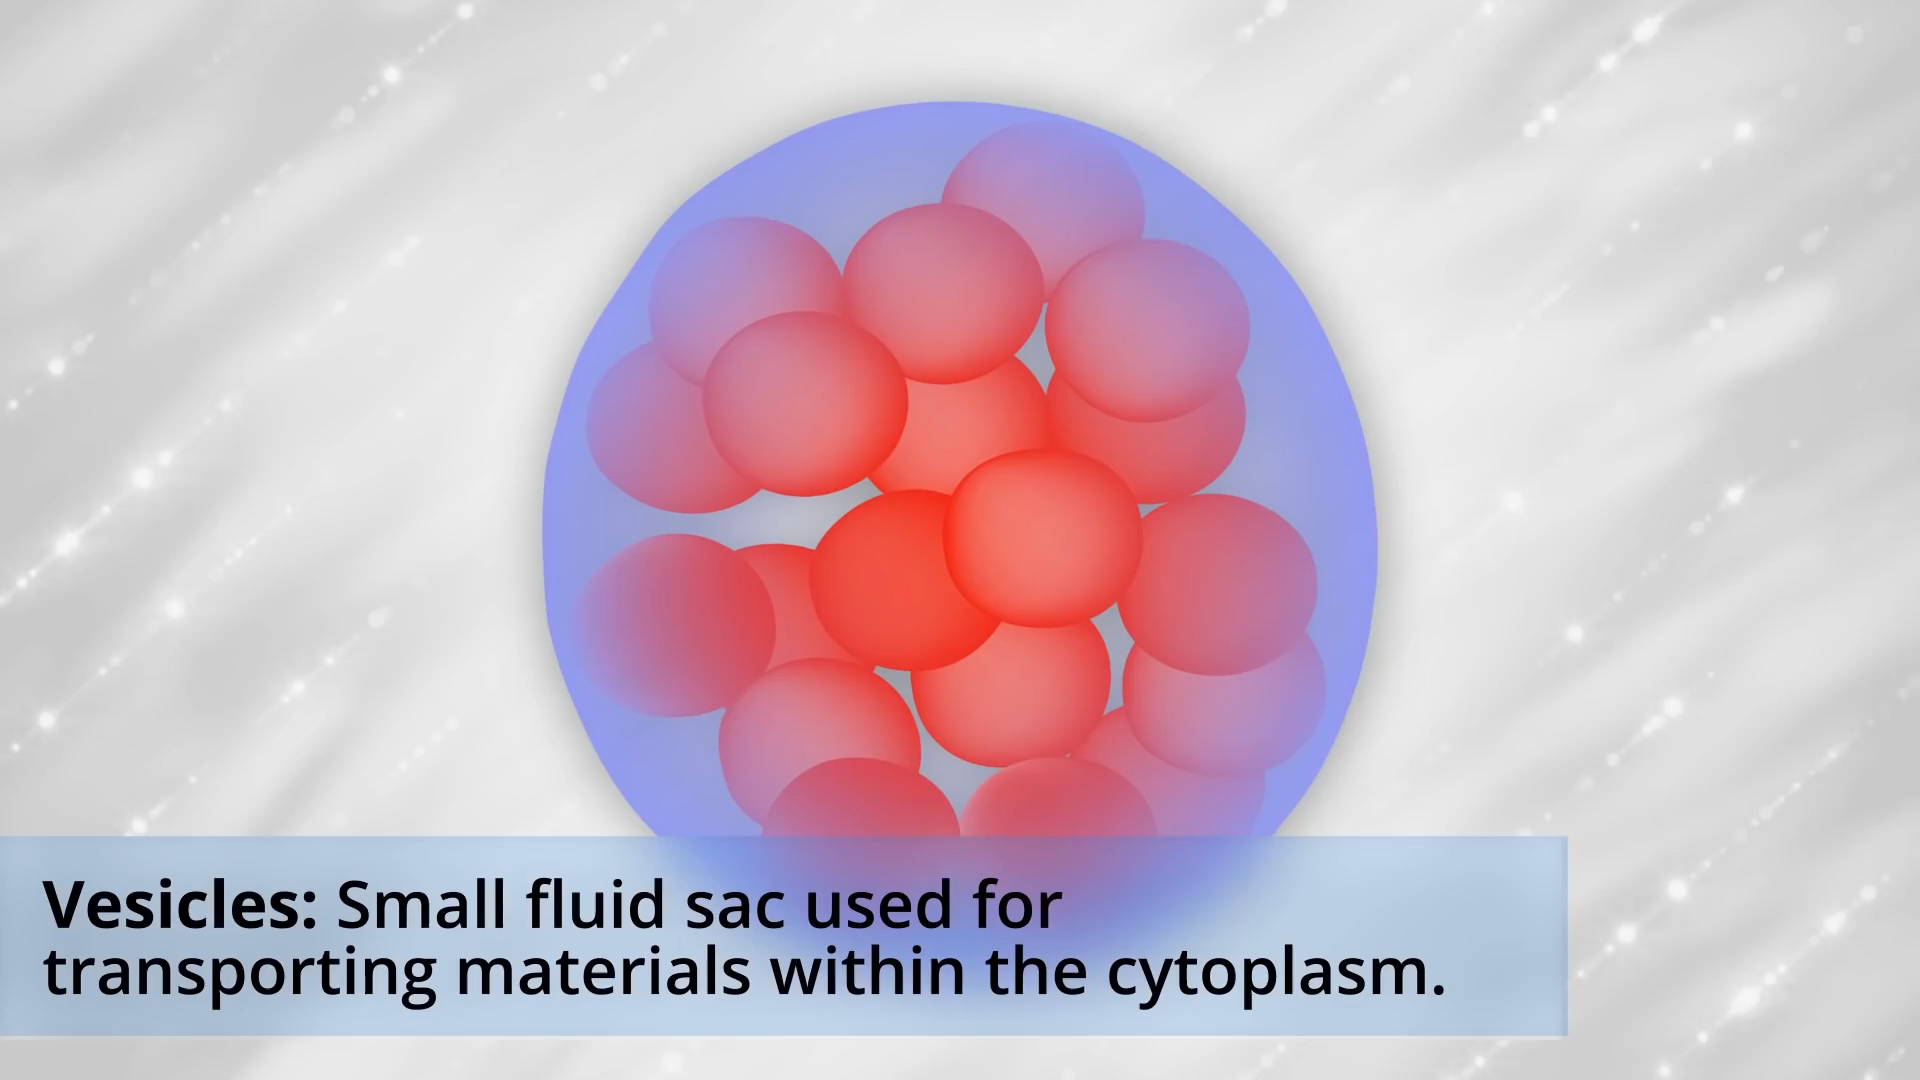 Vesicles: Small fluid sac used for
transporting materials within the cytoplasm.